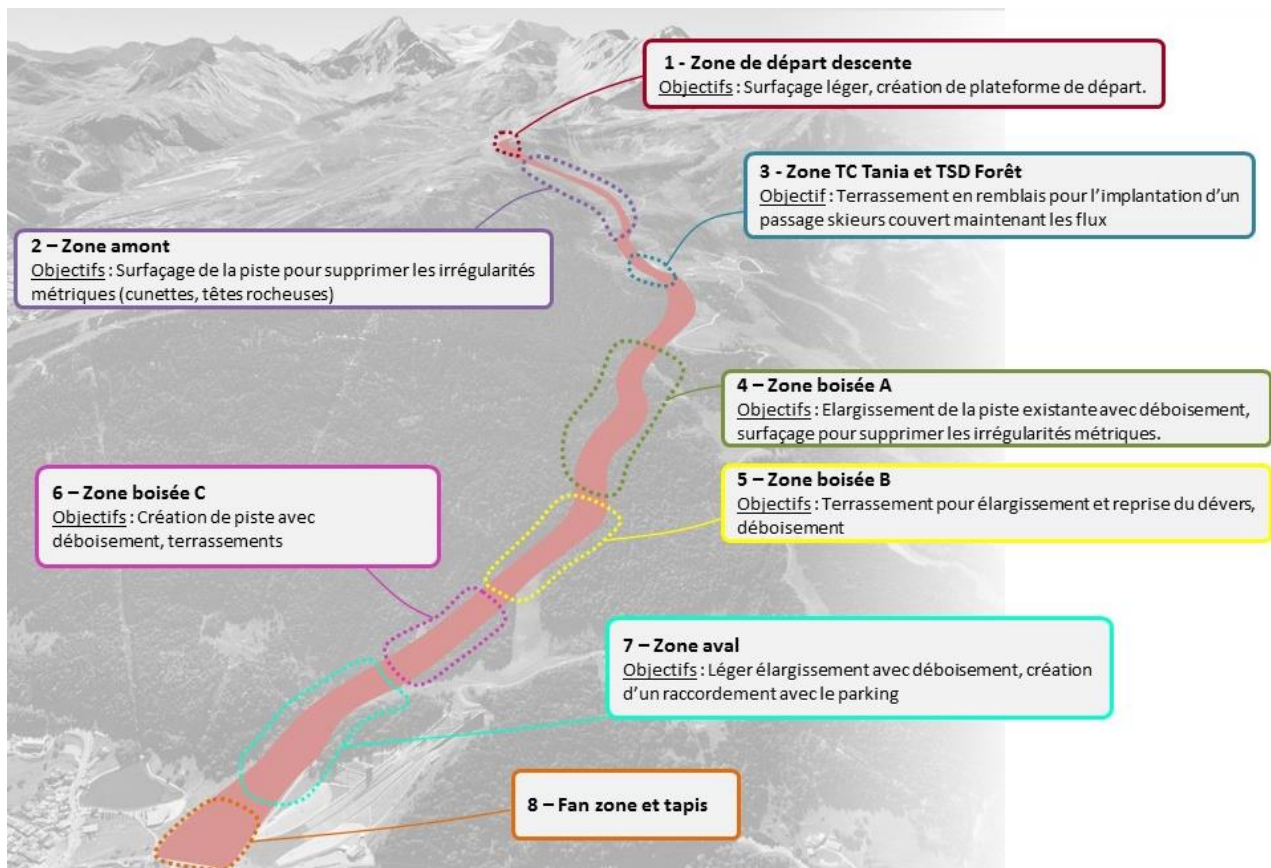 1 - Zone de départ descente
Objectifs : Surfaçage léger, création de plateforme de départ.
3 - Zone TC Tania et TSD Forêt
Objectif : Terrassement en remblais pour l'implantation d'un
passage skieurs couvert maintenant les flux
2 – Zone amont
Objectifs : Surfaçage de la piste pour supprimer les irrégularités
métriques (cunettes, têtes rocheuses)
4 – Zone boisée A
Objectifs : Elargissement de la piste existante avec déboisement,
surfaçage pour supprimer les irrégularités métriques.
5 – Zone boisée B
Objectifs : Terrassement pour élargissement et reprise du dévers,
déboisement
6 – Zone boisée C
Objectifs : Création de piste avec
déboisement, terrassements
7 – Zone aval
Objectifs : Léger élargissement avec déboisement, création
d'un raccordement avec le parking
8 – Fan zone et tapis